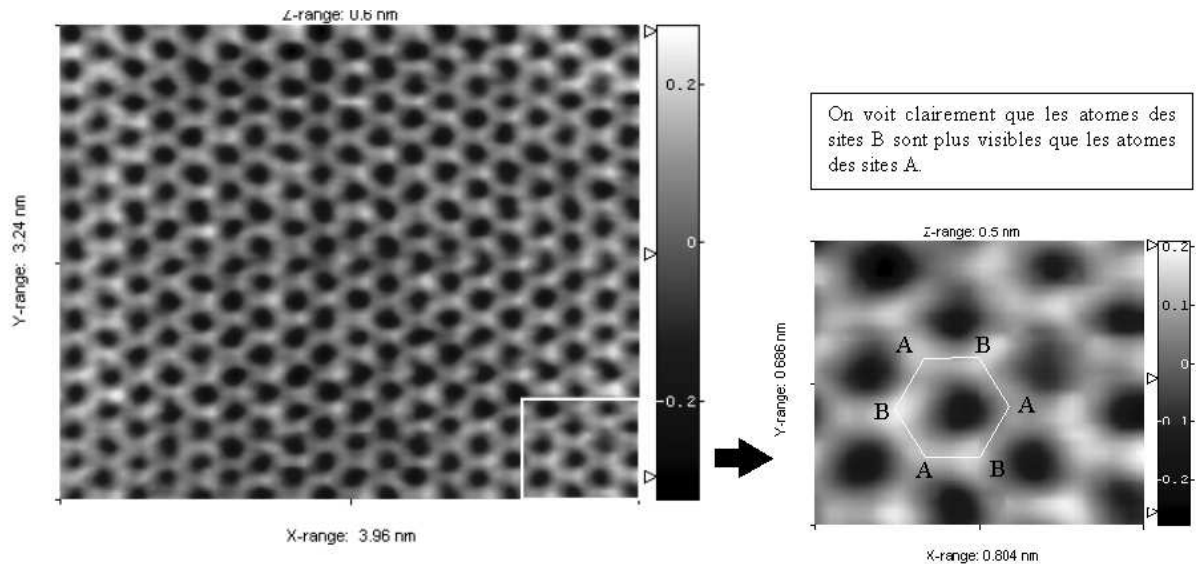 Z-range: 0.6 nm
Y-range: 3.24 nm
X-range: 3.96 nm
0.2
0
-0.2
On voit clairement que les atomes des
sites B sont plus visibles que les atomes
des sites A.
Z-range: 0.5 nm
Y-range: 0.686 nm
X-range: 0.804 nm
A B
B A
A B
0.2
0.1
0
-0.1
-0.2